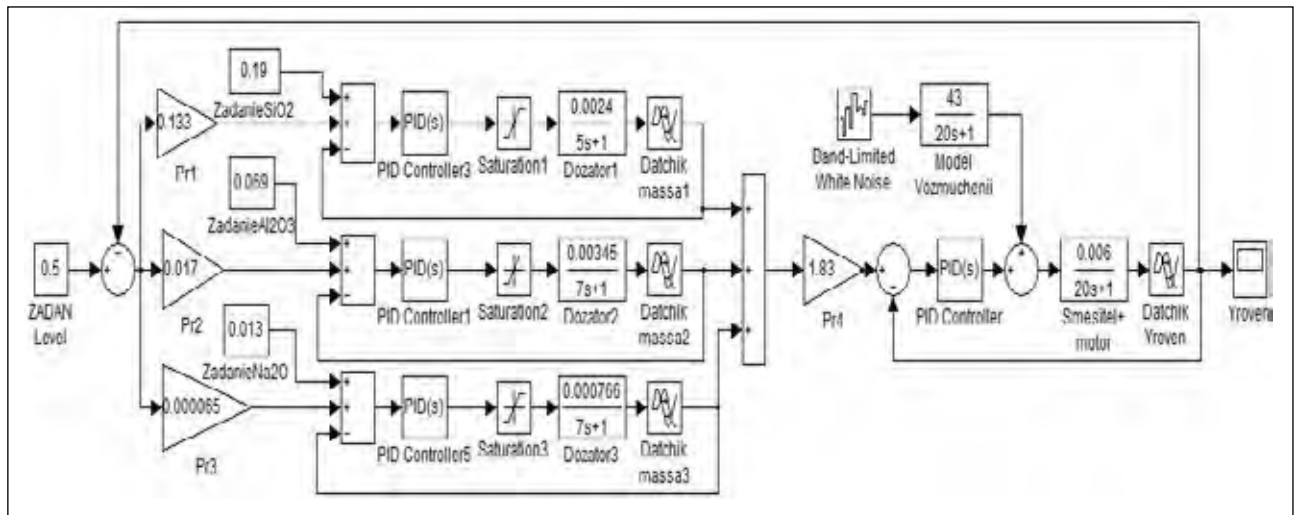 0.19
ZadanieSiO2
0.133
Pr1
PID(s)
PID Controller3
Saturation1
0.0024
5s+1
Dozator1
Datchik
massa1
Dand-Limited
White Noise
43
20s+1
Model
Vozmuchenii
0.069
ZadanieAl2O3
0.5
ZADAN
Level
0.017
Pr2
PID(s)
PID Controller1
Saturation2
0.00345
7s+1
Dozator2
Datchik
massa2
1.83
Pr4
PID(s)
PID Controller
0.006
20s+1
Smesitel+
motor
Datchik
Yroven
0.013
ZadanieNa2O
0.000065
Pr3
PID(s)
PID Controller5
Saturation3
0.000766
7s+1
Dozator3
Datchik
massa3